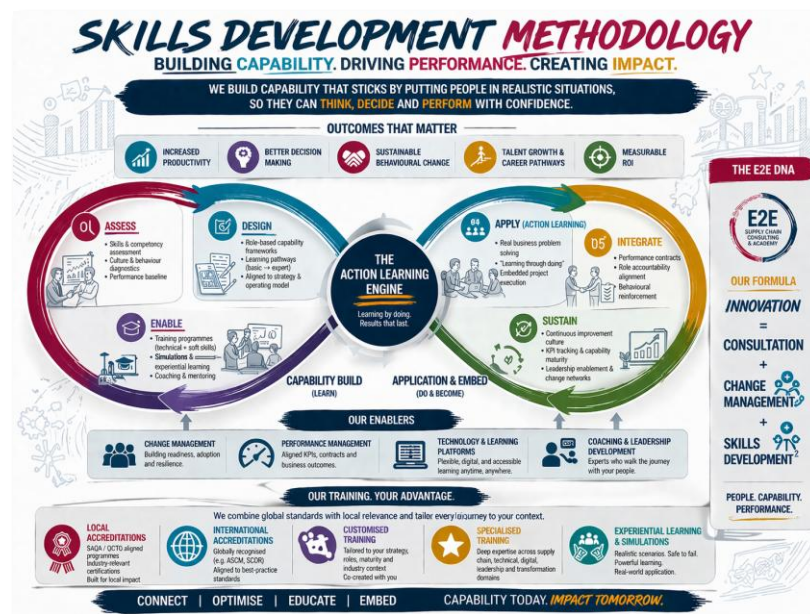 SKILLS DEVELOPMENT METHODOLOGY
BUILDING CAPABILITY. DRIVING PERFORMANCE. CREATING IMPACT.
WE BUILD CAPABILITY THAT STICKS BY PUTTING PEOPLE IN REALISTIC SITUATIONS,
SO THEY CAN THINK, DECIDE AND PERFORM WITH CONFIDENCE.
OUTCOMES THAT MATTER
INCREASED
PRODUCTIVITY
BETTER DECISION
MAKING
SUSTAINABLE
BEHAVIOURAL CHANGE
TALENT GROWTH &
CAREER PATHWAYS
MEASURABLE
ROI
ASSESS
• Skills & competency
assessment
• Culture & behaviour
diagnostics
• Performance baseline
DESIGN
• Role-based capability
frameworks
• Learning pathways
(basic → expert)
• Aligned to strategy &
operating model
ENABLE
• Training programmes
(technical + soft skills)
• Simulations &
experiential learning
• Coaching & mentoring
THE
ACTION LEARNING
ENGINE
Learning by doing.
Results that last.
APPLY (ACTION LEARNING)
• Real business problem
solving
• "Learning through doing"
• Embedded project
execution
INTEGRATE
• Performance contracts
• Role accountability
alignment
• Behavioural
reinforcement
SUSTAIN
• Continuous improvement
culture
• KPI tracking & capability
maturity
• Leadership enablement &
change networks
CAPABILITY BUILD
(LEARN)
APPLICATION & EMBED
(DO & BECOME)
OUR ENABLERS
CHANGE MANAGEMENT
Building readiness, adoption
and resilience.
PERFORMANCE MANAGEMENT
Aligned KPIs, contracts and
business outcomes.
TECHNOLOGY & LEARNING
PLATFORMS
Flexible, digital, and accessible
learning anytime, anywhere.
COACHING & LEADERSHIP
DEVELOPMENT
Experts who walk the journey
with your people.
OUR TRAINING. YOUR ADVANTAGE.
We combine global standards with local relevance and tailor every journey to your context.
LOCAL
ACCREDITATIONS
SAQA / QCTO aligned
programmes
Industry-relevant
certifications
Built for local impact
INTERNATIONAL
ACCREDITATIONS
Globally recognised
(e.g. ASCM, SCOR)
Aligned to best-practice
standards
CUSTOMISED
TRAINING
Tailored to your strategy,
roles, maturity and
industry context
Co-created with you
SPECIALISED
TRAINING
Deep expertise across supply
chain, technical, digital,
leadership and transformation
domains
EXPERIENTIAL LEARNING
& SIMULATIONS
Realistic scenarios. Safe to fail.
Powerful learning.
Real-world application.
CONNECT | OPTIMISE | EDUCATE | EMBED
CAPABILITY TODAY. IMPACT TOMORROW.
THE E2E DNA
E2E
SUPPLY CHAIN
CONSULTING
& ACADEMY
OUR FORMULA
INNOVATION
=
CONSULTATION
+
CHANGE
MANAGEMENT
+
SKILLS
DEVELOPMENT²
PEOPLE. CAPABILITY.
PERFORMANCE.